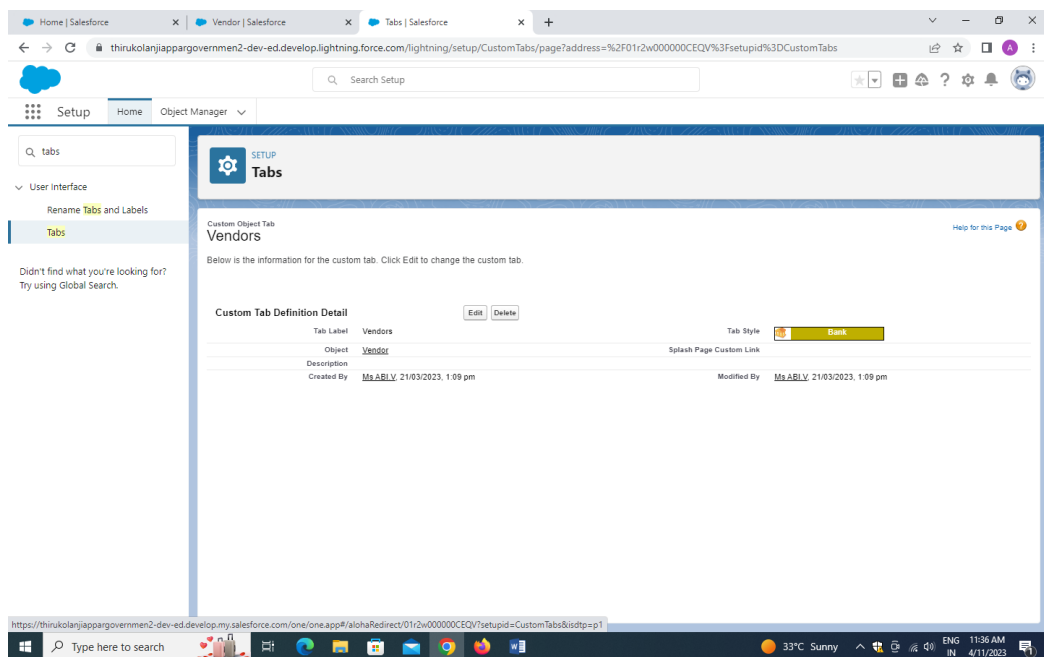 Home | Salesforce
Vendor | Salesforce
Tabs | Salesforce
thirukolanjiappargovernmen2-dev-ed.develop.lightning.force.com/lightning/setup/CustomTabs/page?address=%2F01r2w000000CEQV%3Fsetupid%3DCustomTabs
A
Search Setup
Setup
Home
Object Manager
tabs
User Interface
Rename Tabs and Labels
Tabs
Didn't find what you're looking for?
Try using Global Search.
SETUP
Tabs
Custom Object Tab
Vendors
Help for this Page
Below is the information for the custom tab. Click Edit to change the custom tab.
Custom Tab Definition Detail Edit Delete
Tab Label Vendors Tab Style Bank
Object Vendor Splash Page Custom Link
Description
Created By Ms ABI.V, 21/03/2023, 1:09 pm Modified By Ms ABI.V, 21/03/2023, 1:09 pm
https://thirukolanjiappargovernmen2-dev-ed.develop.my.salesforce.com/one/one.app#/alohaRedirect/01r2w000000CEQV?setupid=CustomTabs&isdtp=p1
Type here to search
33°C Sunny
ENG 11:36 AM
IN 4/11/2023